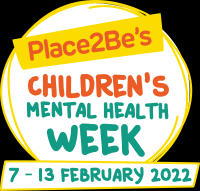 Place2Be's
CHILDREN'S
MENTAL HEALTH
WEEK
7 - 13 FEBRUARY 2022